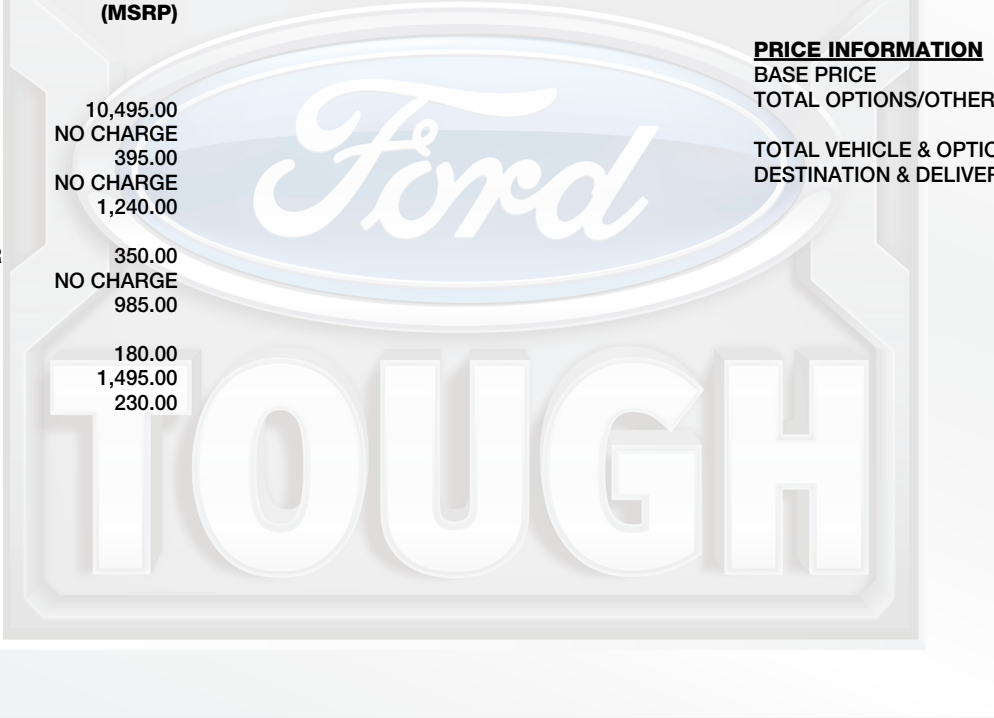 (MSRP)
10,495.00
NO CHARGE
395.00
NO CHARGE
1,240.00
350.00
NO CHARGE
985.00
180.00
1,495.00
230.00
PRICE INFORMATION
BASE PRICE
TOTAL OPTIONS/OTHER
TOTAL VEHICLE & OPTIO
DESTINATION & DELIVER
Ford
TOUGH